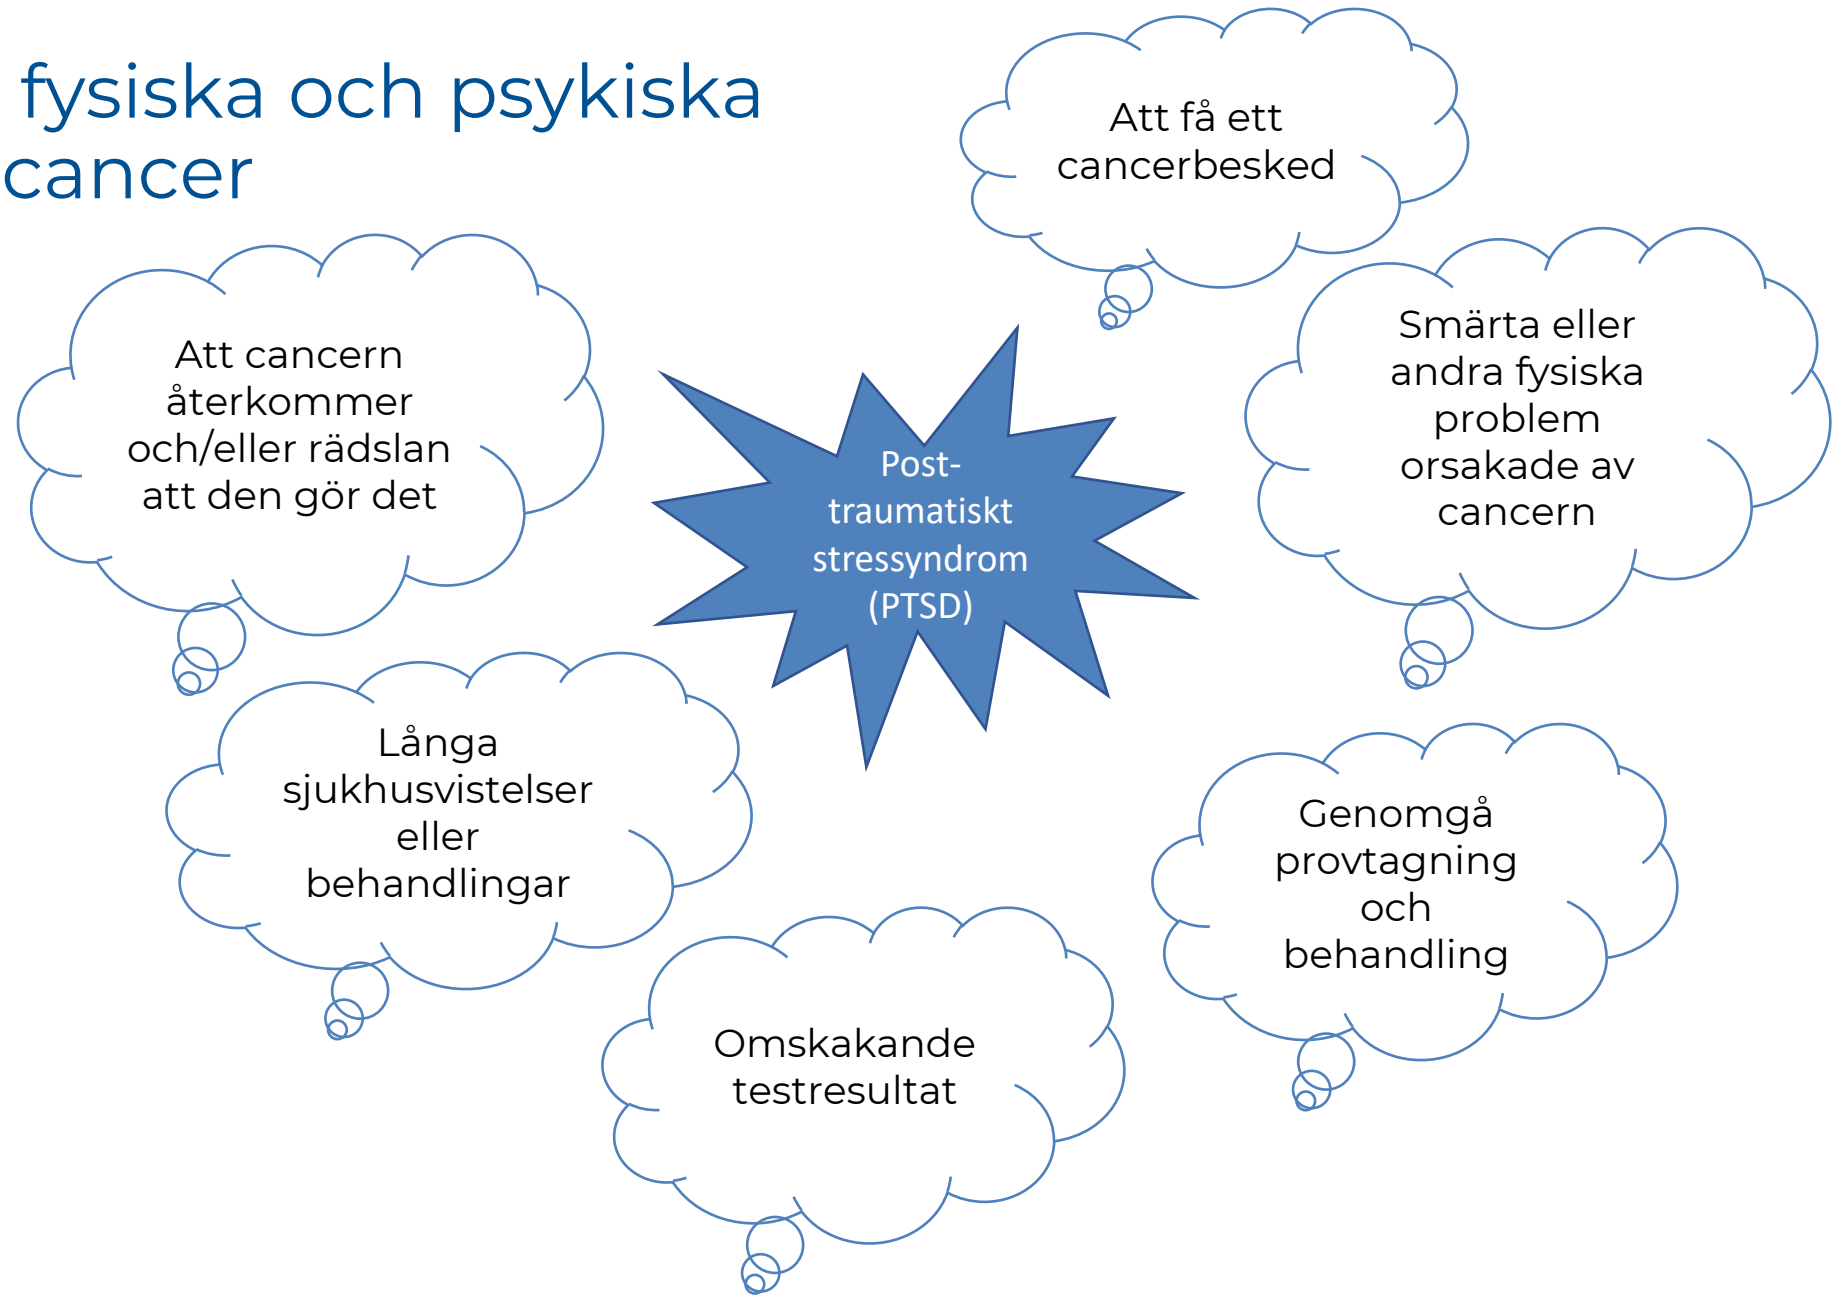 fysiska och psykiska
cancer
Att få ett
cancerbesked
Att cancern
återkommer
och/eller rädslan
att den gör det
Smärta eller
andra fysiska
problem
orsakade av
cancern
Post-
traumatiskt
stressyndrom
(PTSD)
Långa
sjukhusvistelser
eller
behandlingar
Genomgå
provtagning
och
behandling
Omskakande
testresultat